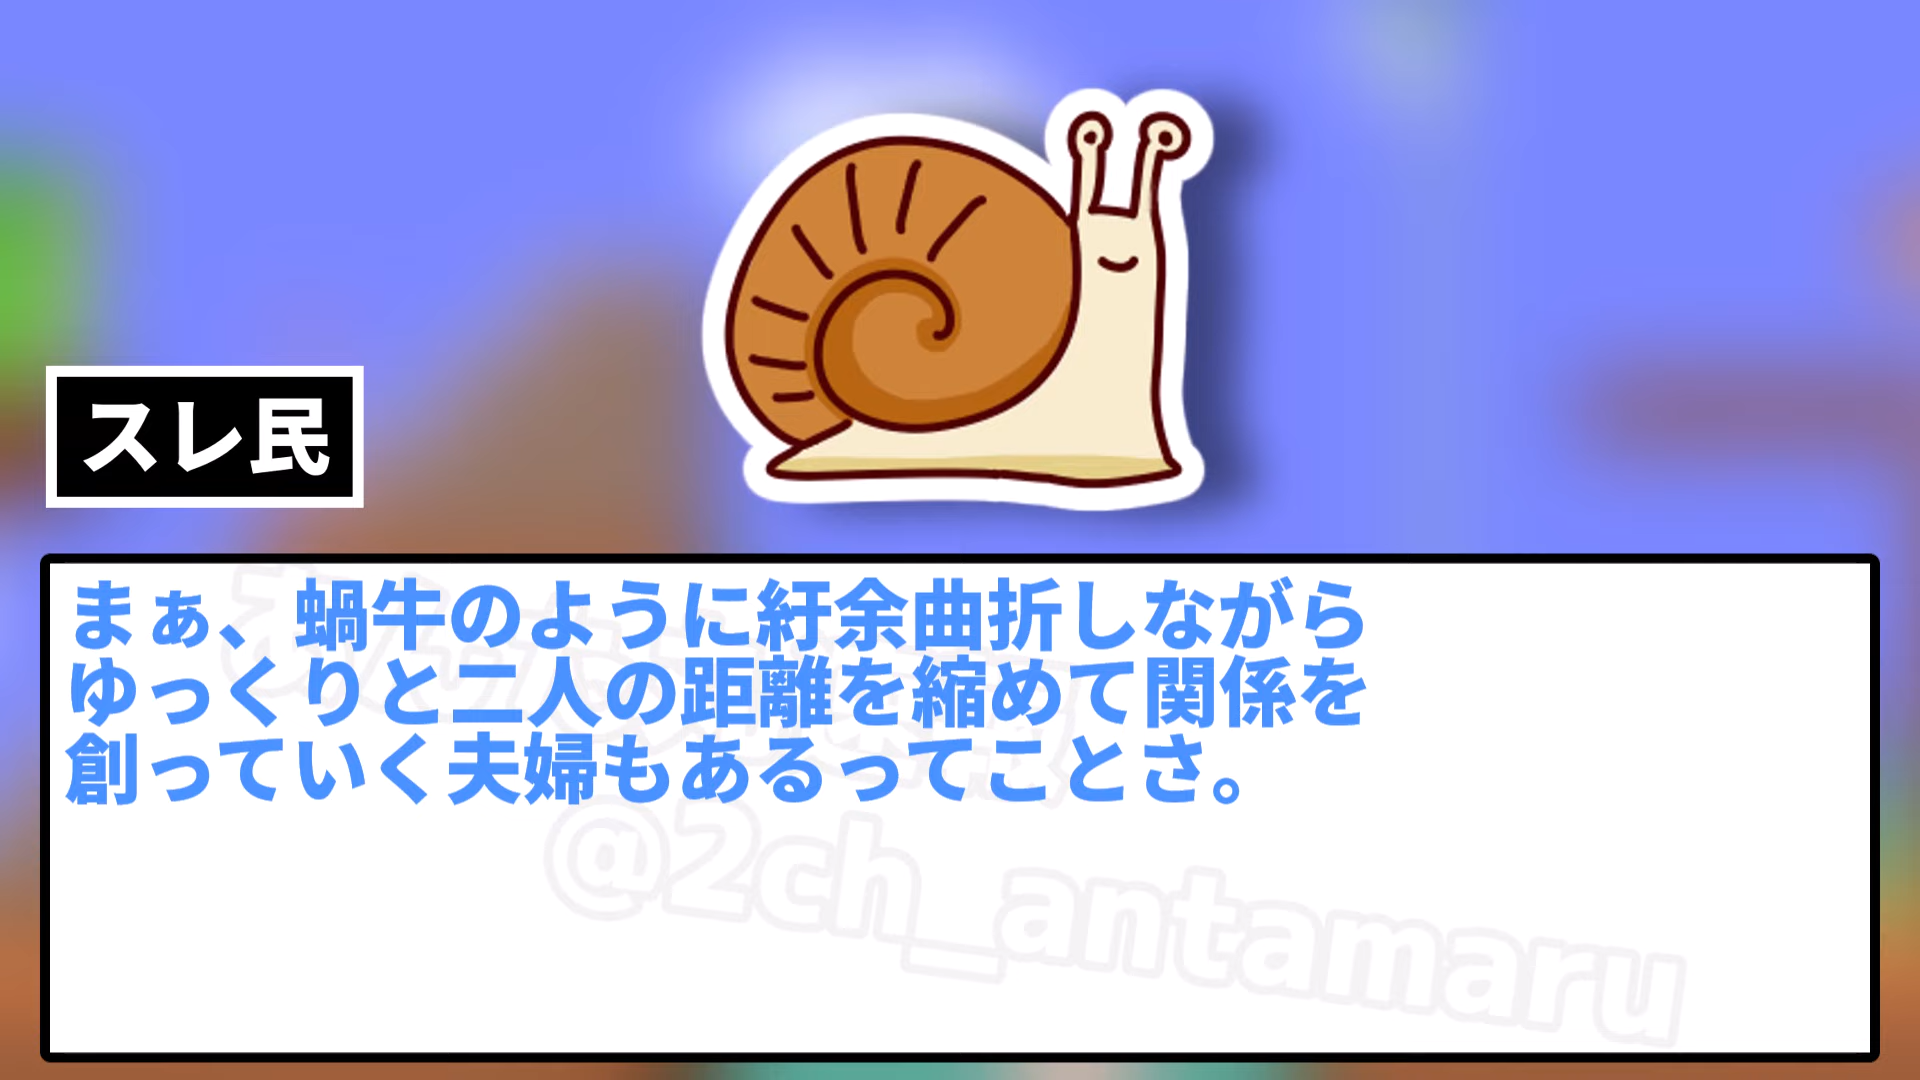 スレ民
まぁ、蝸牛のように紆余曲折しながら
ゆっくりと二人の距離を縮めて関係を
創っていく夫婦もあるってことさ。
@2ch_antamaru